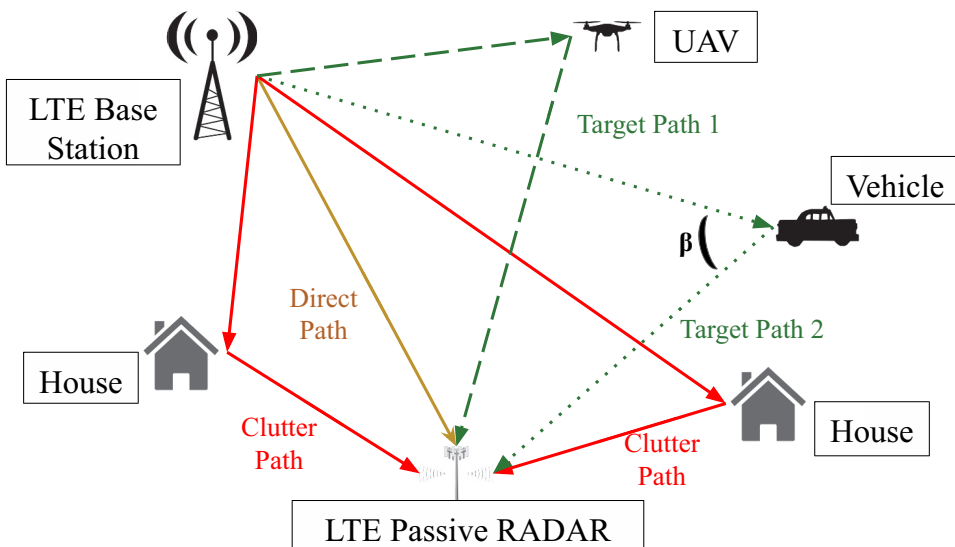 UAV
LTE Base
Station
Target Path 1
Vehicle
β
Direct
Path
Target Path 2
House
Clutter
Path
House
Clutter
Path
LTE Passive RADAR